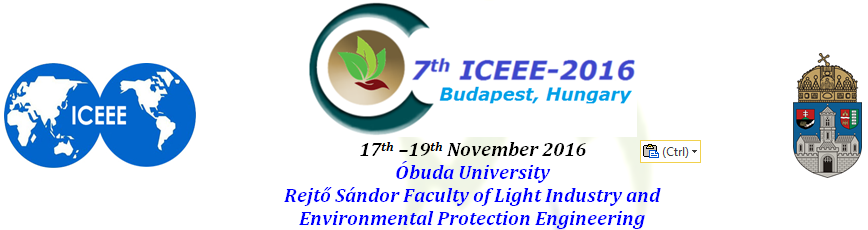 ICEEE
7th ICEEE-2016
Budapest, Hungary
17th –19th November 2016
(Ctrl)
Óbuda University
Rejtő Sándor Faculty of Light Industry and
Environmental Protection Engineering